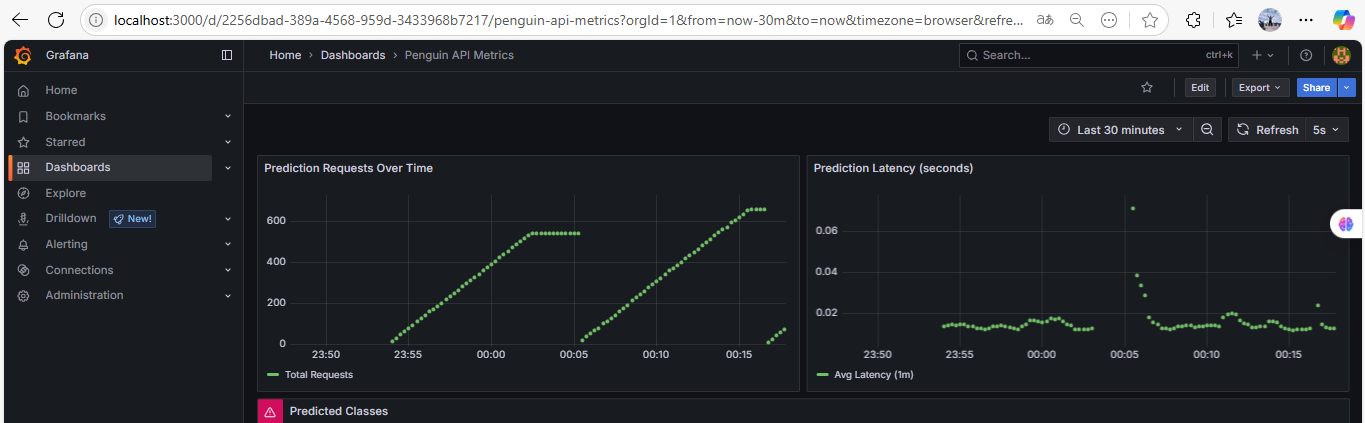 localhost:3000/d/2256dbad-389a-4568-959d-3433968b7217/penguin-api-metrics?orgId=1&from=now-30m&to=now&timezone=browser&refre...
aあ
Grafana
Home › Dashboards › Penguin API Metrics
Search...
ctrl+k
Home
Bookmarks
Starred
Dashboards
Explore
Drilldown
New!
Alerting
Connections
Administration
Edit
Export
Share
Last 30 minutes
Refresh
5s
Prediction Requests Over Time
600
400
200
0
23:50 23:55 00:00 00:05 00:10 00:15
Total Requests
Prediction Latency (seconds)
0.06
0.04
0.02
23:50 23:55 00:00 00:05 00:10 00:15
Avg Latency (1m)
Predicted Classes